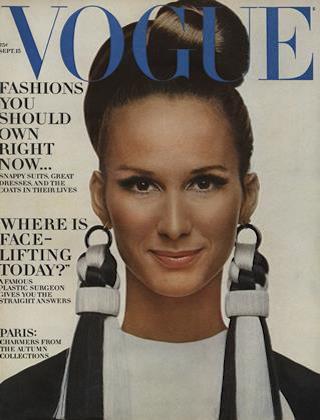 VOGUE
75¢
SEPT. 15
FASHIONS
YOU
SHOULD
OWN
RIGHT
NOW...
SNAPPY SUITS, GREAT
DRESSES, AND THE
COATS IN THEIR LIVES
"WHERE IS
FACE-
LIFTING
TODAY?"
A FAMOUS
PLASTIC SURGEON
GIVES YOU THE
STRAIGHT ANSWERS
PARIS:
CHARMERS FROM
THE AUTUMN
COLLECTIONS